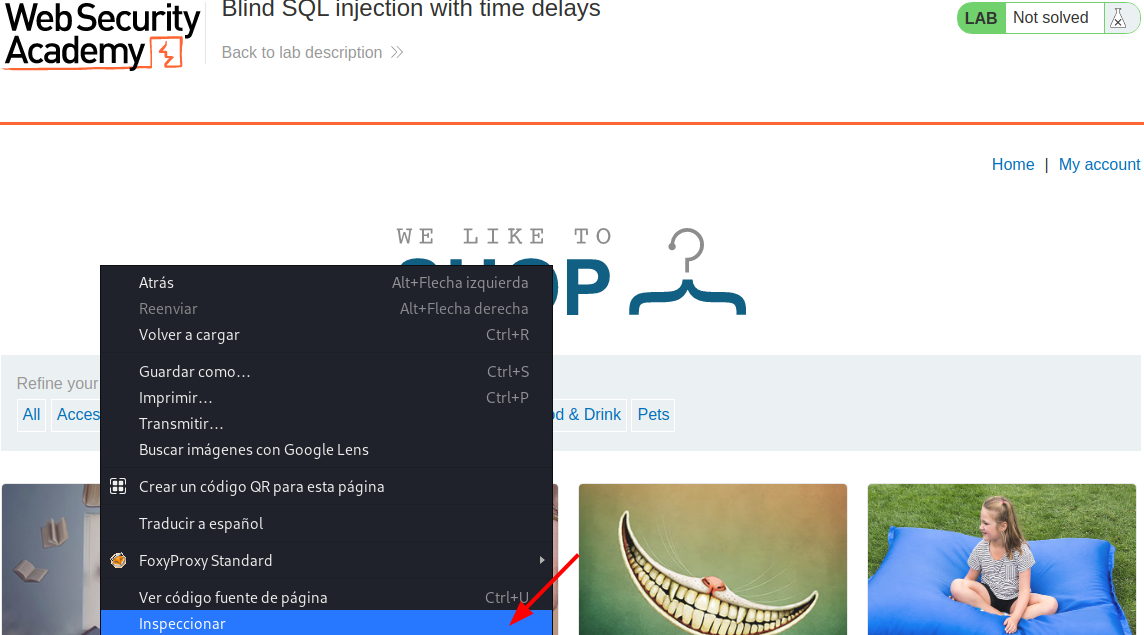 Web Security
Academy
Blind SQL injection with time delays
Back to lab description
LAB Not solved
Home | My account
WE LIKE TO
Atrás Alt+Flecha izquierda
Reenviar Alt+Flecha derecha
Volver a cargar Ctrl+R
Guardar como… Ctrl+S
Imprimir… Ctrl+P
Transmitir…
Buscar imágenes con Google Lens
Crear un código QR para esta página
Traducir a español
FoxyProxy Standard
Ver código fuente de página Ctrl+U
Inspeccionar
Refine your
All
& Drink Pets